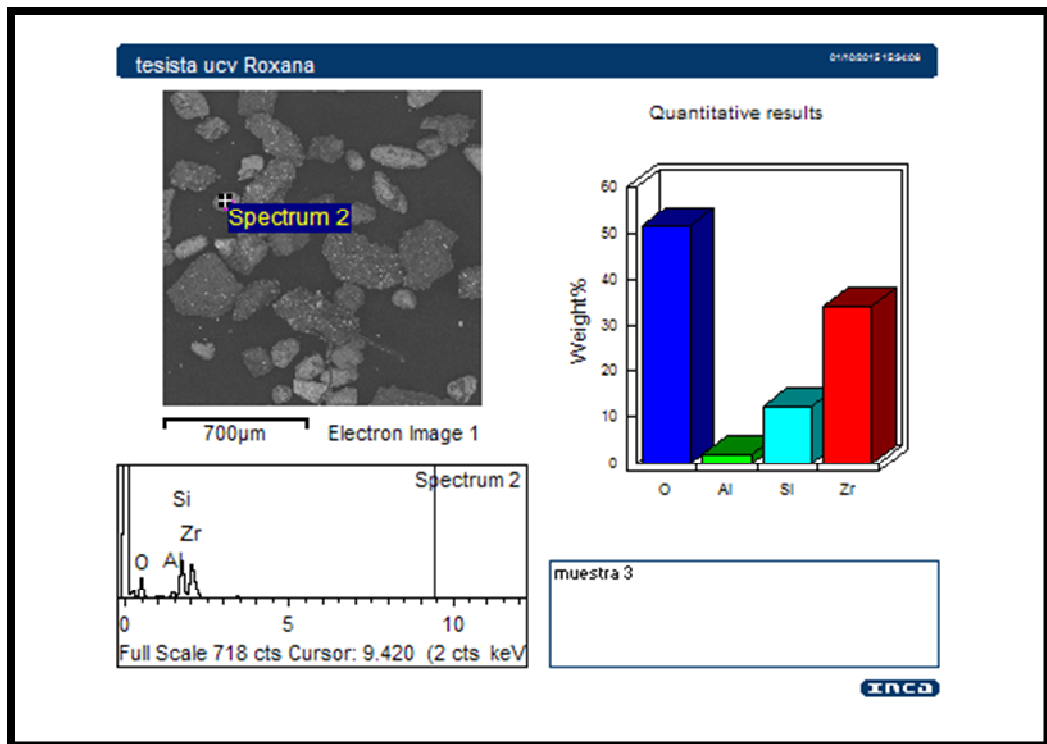 tesista ucv Roxana
Quantitative results
Spectrum 2
700µm
Electron Image 1
Weight%
60
50
40
30
20
10
0
O Al Si Zr
Spectrum 2
Si
Zr
O A
0 5 10
Full Scale 718 cts Cursor: 9.420 (2 cts keV
muestra 3
INCA